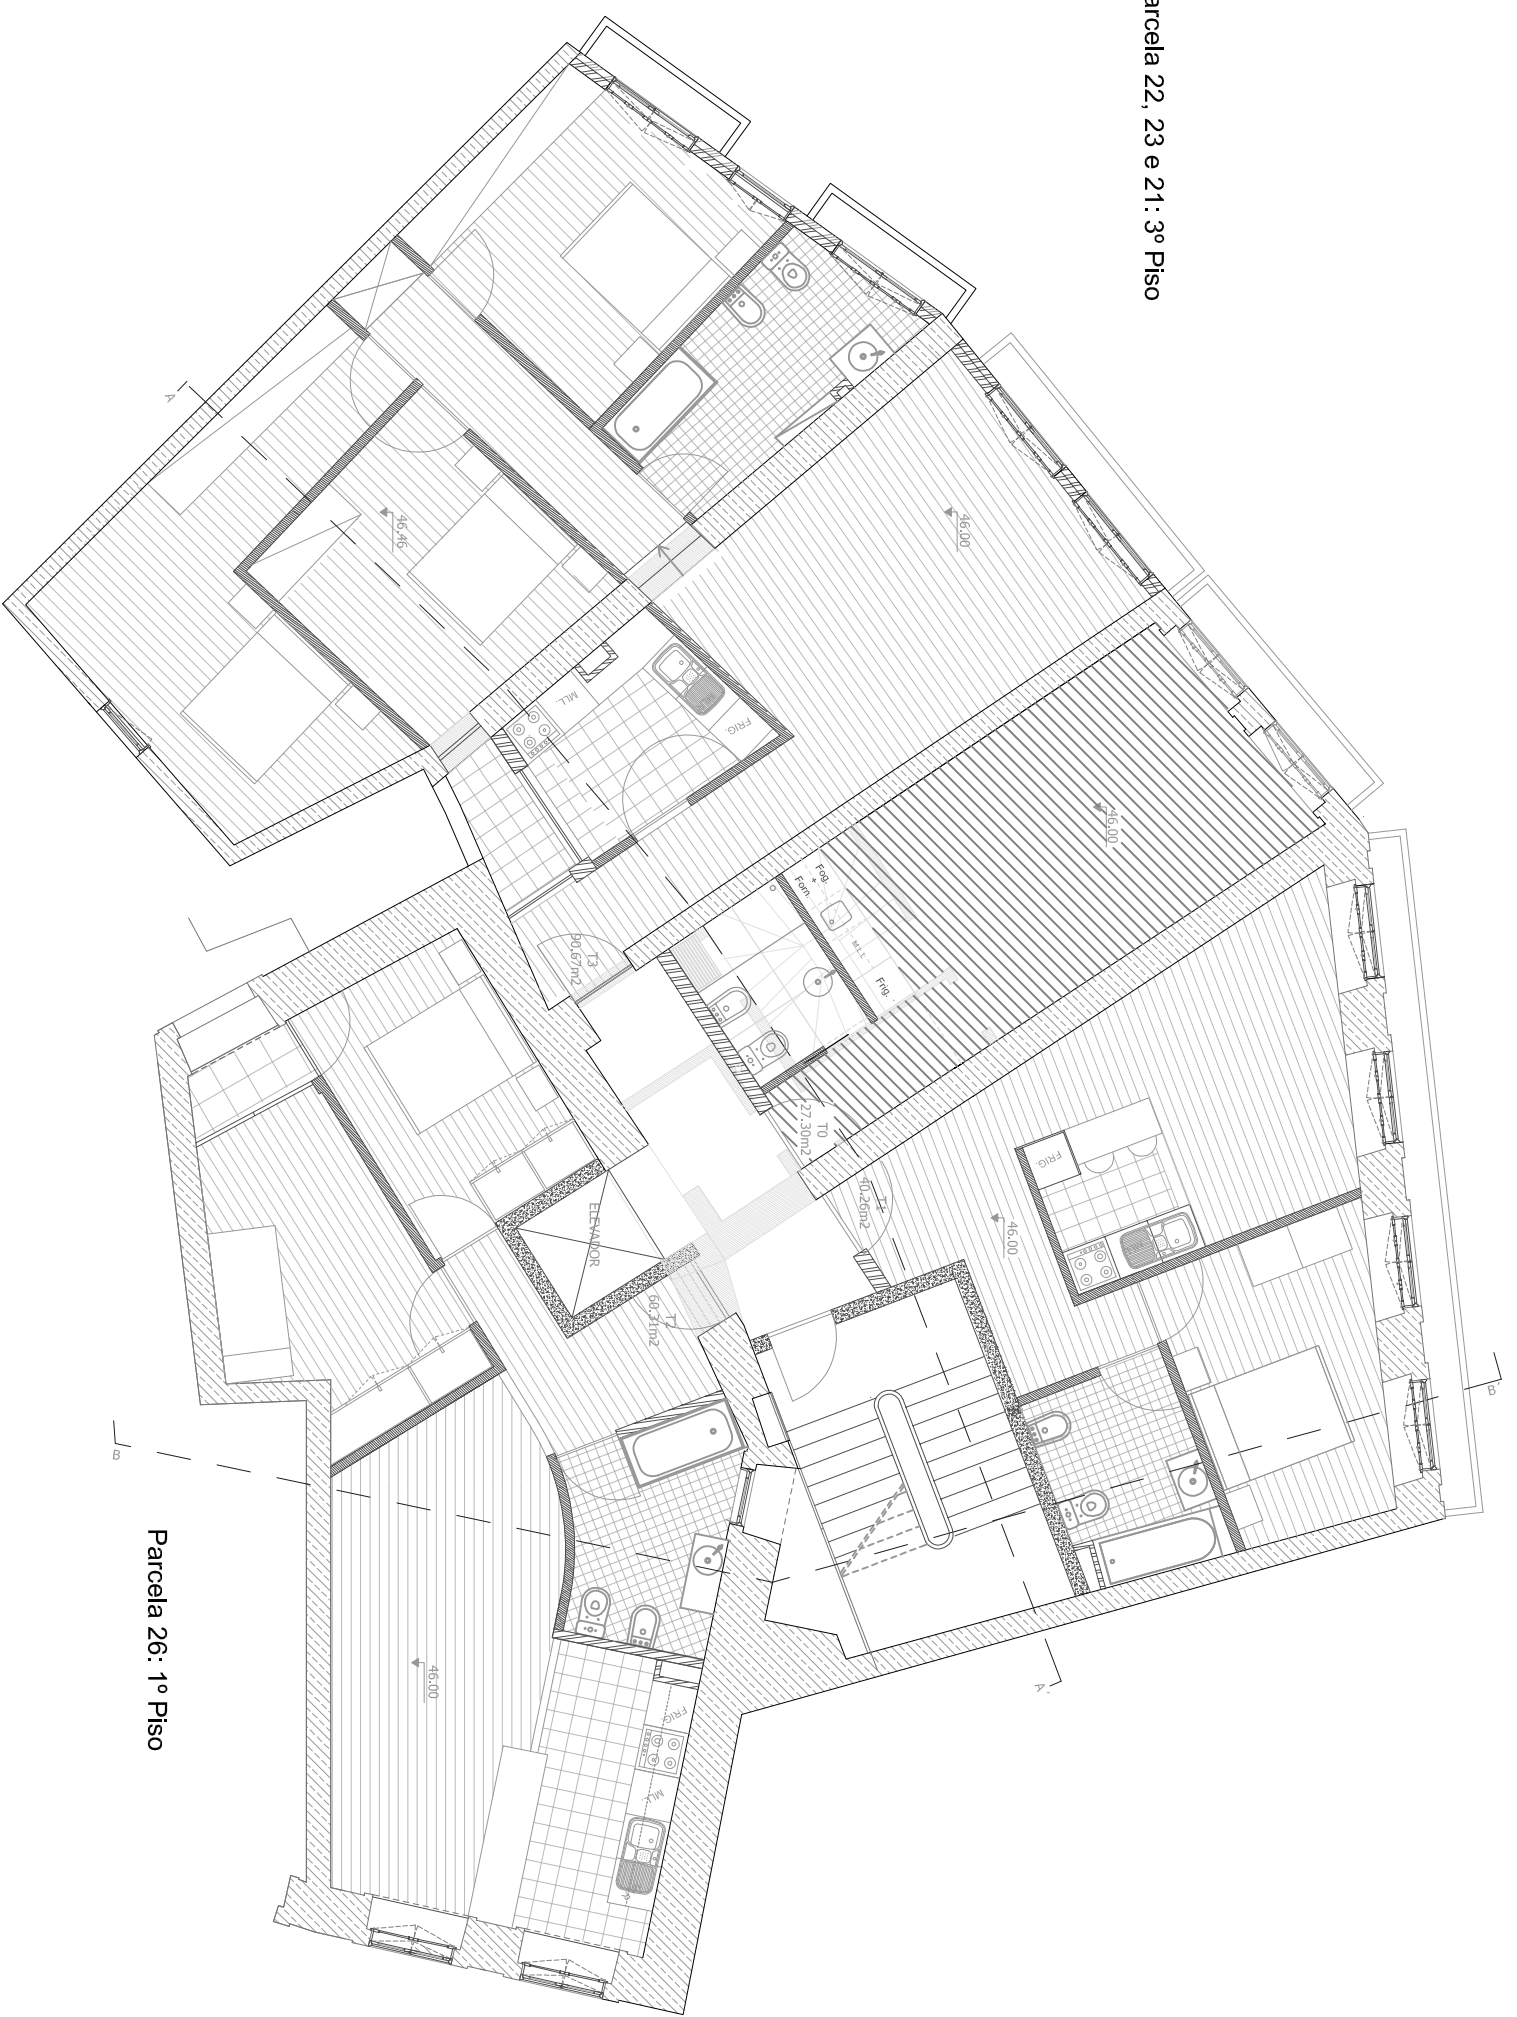 arcela 22, 23 e 21: 3º Piso
A
46.46
46.00
MLL.
MLR
FRIG.
46.00
Fog.
+
Forn.
M.L.L
Frig.
T3
90.67m2
T0
27.30m2
T1
40.26m2
46.00
FRIG.
ELEVADOR
T2
60.31m2
B'
B
A'
46.00
FRIG.
MLL.
Parcela 26: 1º Piso